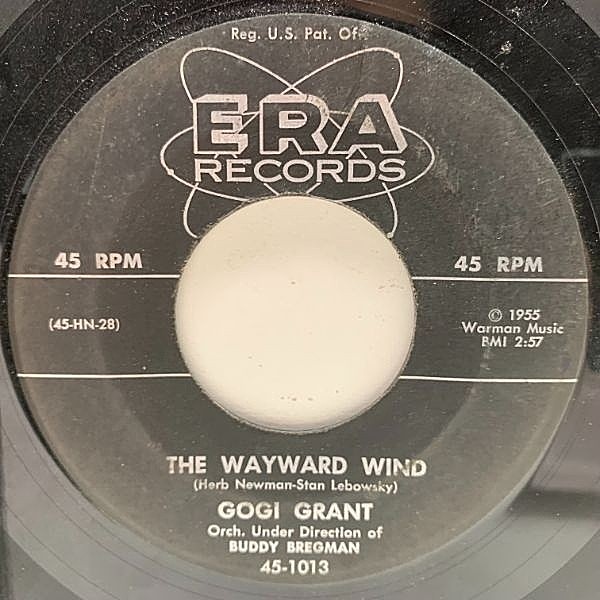 Reg. U.S. Pat. Off.
ERA
RECORDS
45 RPM
45 RPM
(45-HN-28)
© 1955
Warman Music
BMI 2:57
THE WAYWARD WIND
(Herb Newman-Stan Lebowsky)
GOGI GRANT
Orch. Under Direction of
BUDDY BREGMAN
45-1013